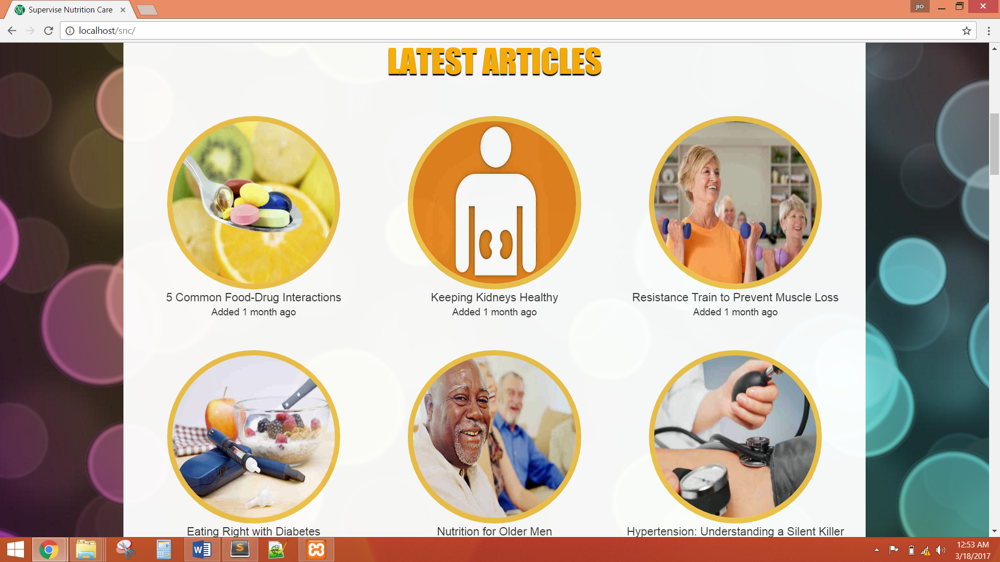 Supervise Nutrition Care
jio
localhost/snc/
LATEST ARTICLES
5 Common Food-Drug Interactions
Added 1 month ago
Keeping Kidneys Healthy
Added 1 month ago
Resistance Train to Prevent Muscle Loss
Added 1 month ago
Eating Right with Diabetes
Nutrition for Older Men
Hypertension: Understanding a Silent Killer
12:53 AM
3/18/2017